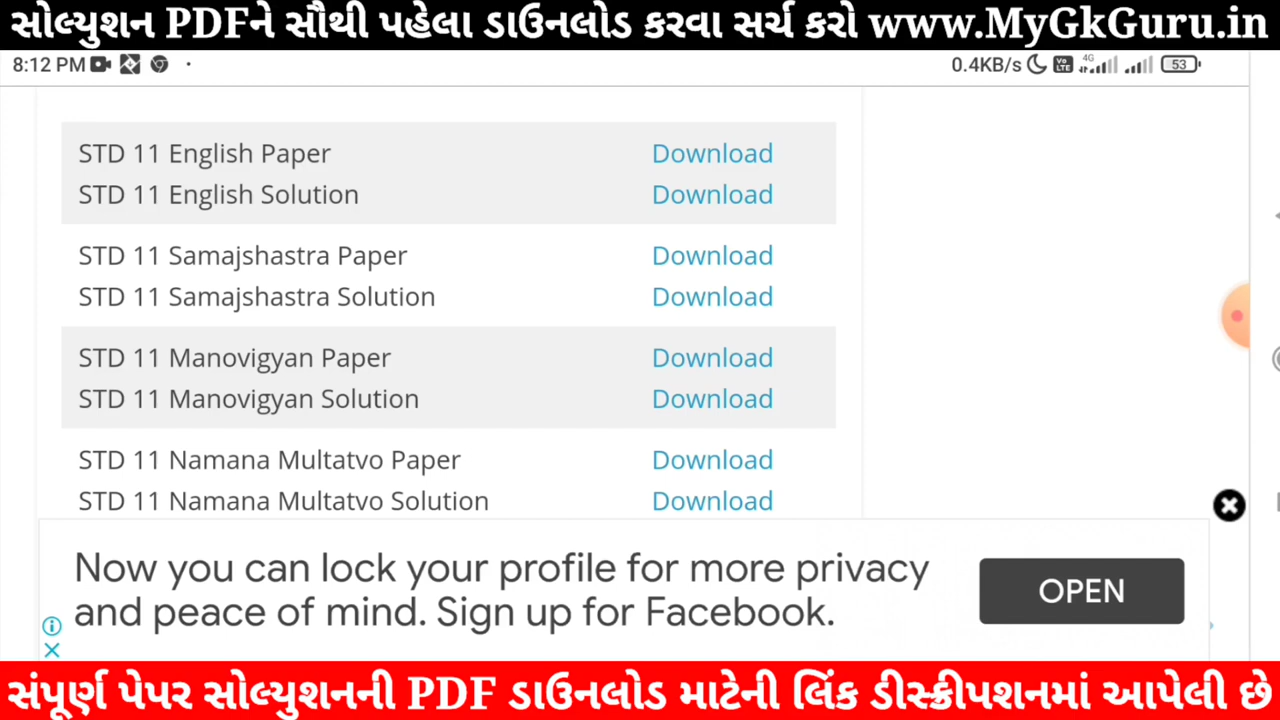 સોલ્યુશન PDFને સૌથી પહેલા ડાઉનલોડ કરવા સર્ચ કરો www.MyGkGuru.in
8:12 PM 0.4KB/s Vo LTE 4G 53
STD 11 English Paper Download
STD 11 English Solution Download
STD 11 Samajshastra Paper Download
STD 11 Samajshastra Solution Download
STD 11 Manovigyan Paper Download
STD 11 Manovigyan Solution Download
STD 11 Namana Multatvo Paper Download
STD 11 Namana Multatvo Solution Download
Now you can lock your profile for more privacy
and peace of mind. Sign up for Facebook.
OPEN
સંપૂર્ણ પેપર સોલ્યુશનની PDF ડાઉનલોડ માટેની લિંક ડીસ્ક્રીપશનમાં આપેલી છે